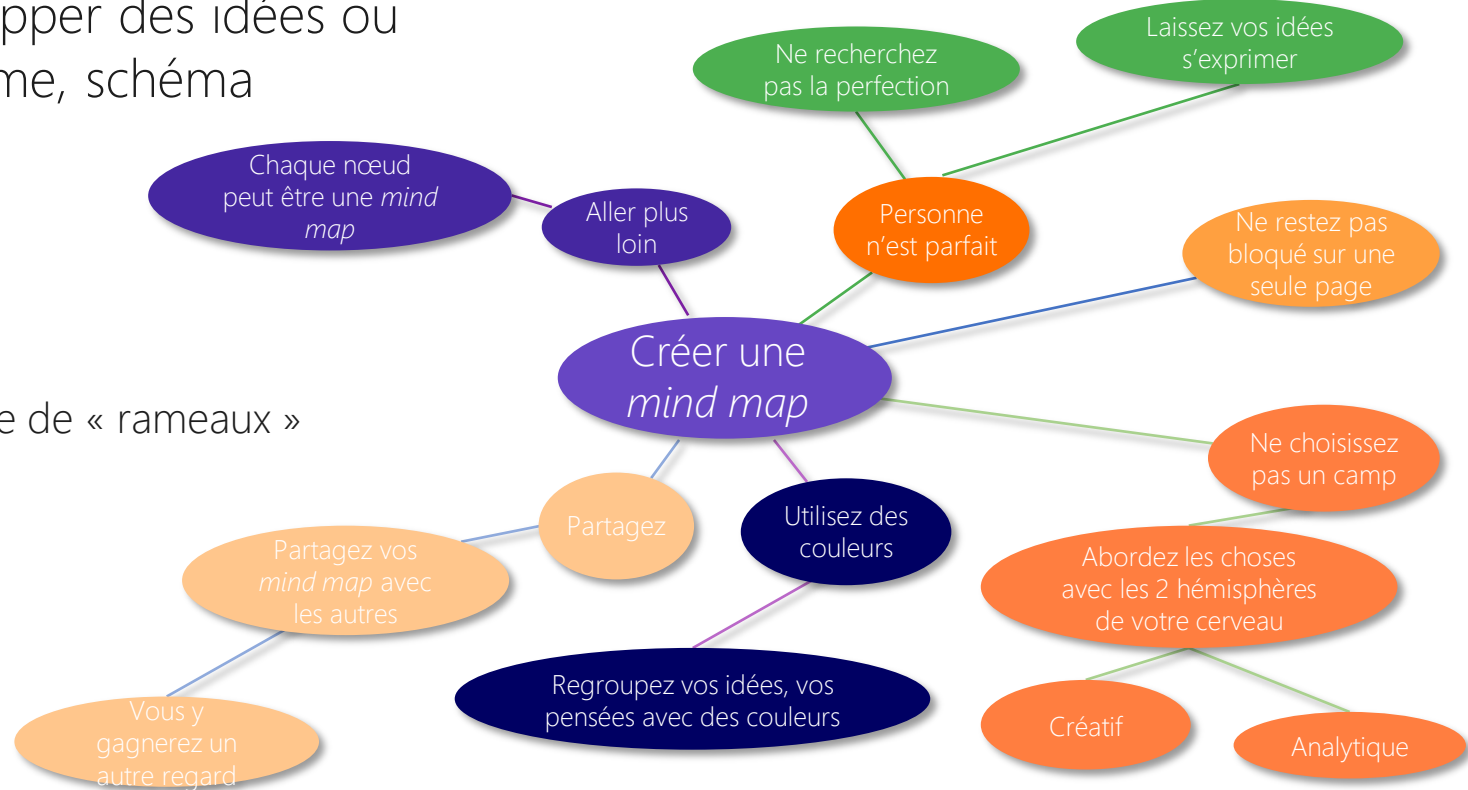 des idées ou
schéma
de « rameaux »
Laissez vos idées
s'exprimer
Ne recherchez
pas la perfection
Chaque nœud
peut être une mind
map
Aller plus
loin
Personne
n'est parfait
Ne restez pas
bloqué sur une
seule page
Créer une
mind map
Ne choisissez
pas un camp
Abordez les choses
avec les 2 hémisphères
de votre cerveau
Créatif
Analytique
Utilisez des
couleurs
Regroupez vos idées, vos
pensées avec des couleurs
Partagez
Partagez vos
mind map avec
les autres
Vous y
gagnerez un
autre regard